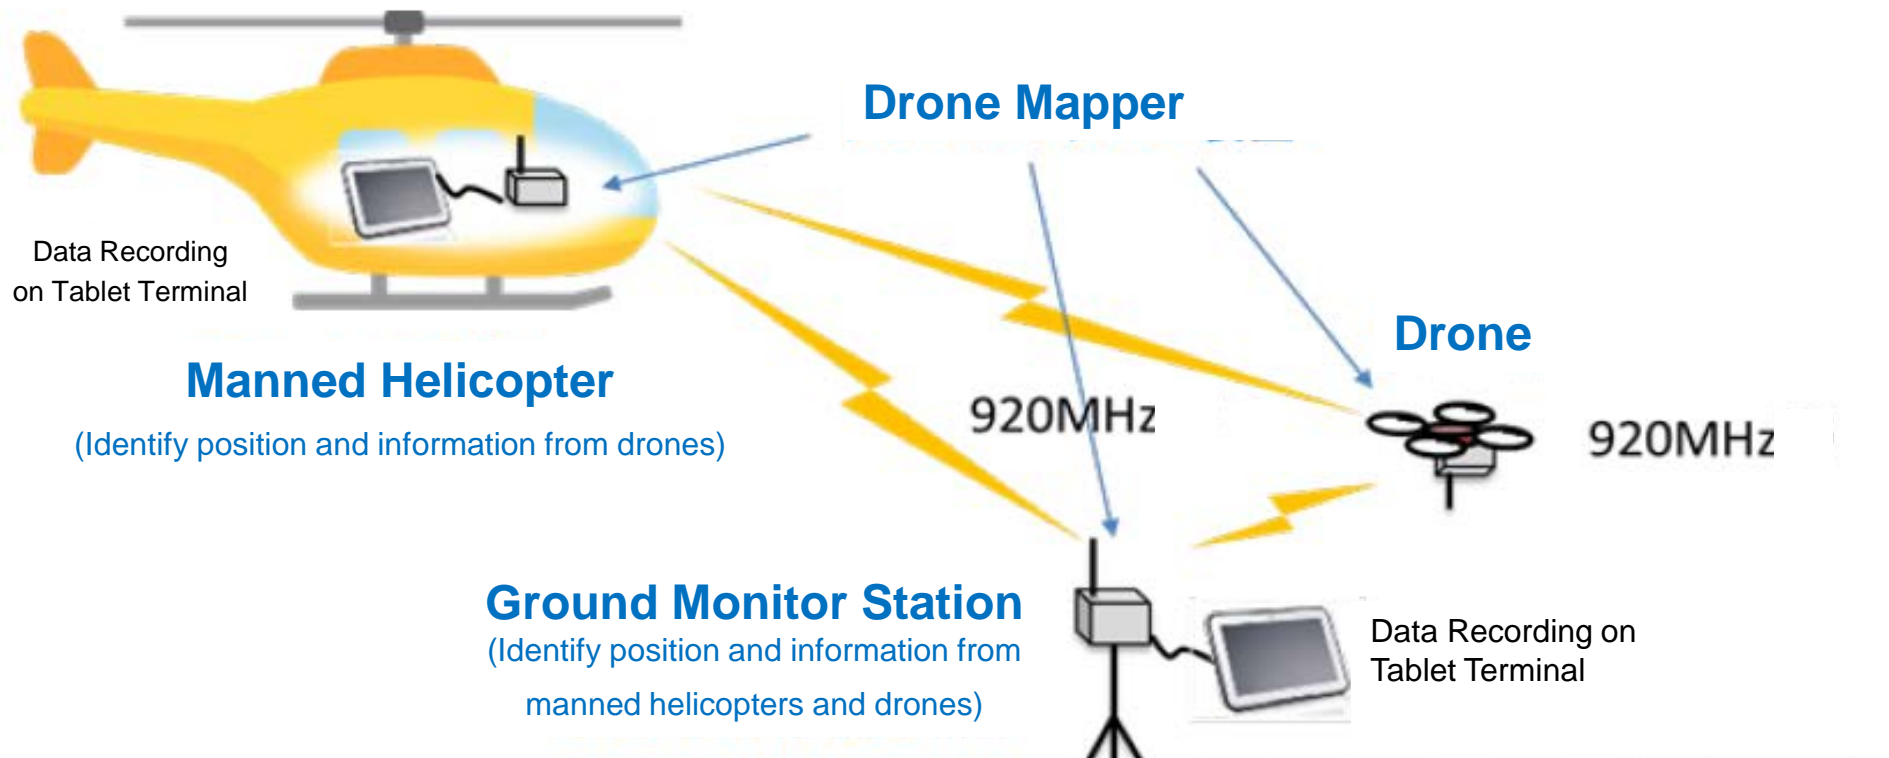 Drone Mapper
Data Recording
on Tablet Terminal
Drone
Manned Helicopter
(Identify position and information from drones)
920MHz
920MHz
Ground Monitor Station
(Identify position and information from
manned helicopters and drones)
Data Recording on
Tablet Terminal